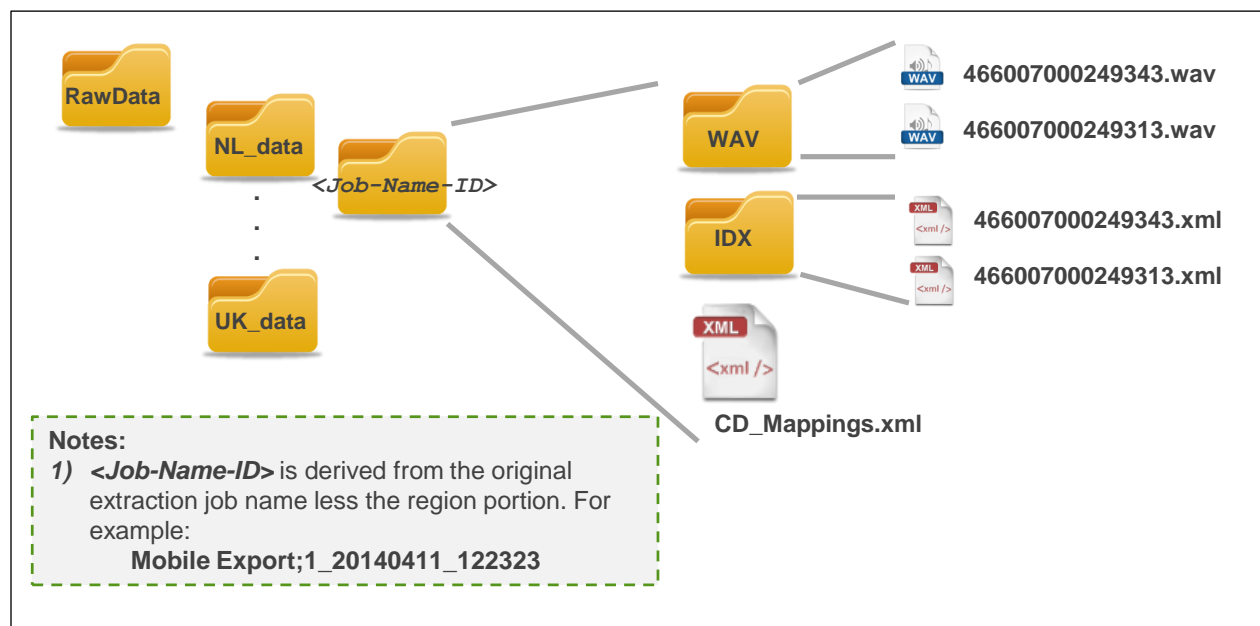 RawData
NL_data
.
.
.
UK_data
<Job-Name-ID>
WAV
IDX
XML
<xml />
CD_Mappings.xml
WAV
466007000249343.wav
WAV
466007000249313.wav
XML
<xml />
466007000249343.xml
XML
<xml />
466007000249313.xml
Notes:
1) <Job-Name-ID> is derived from the original
extraction job name less the region portion. For
example:
Mobile Export;1_20140411_122323